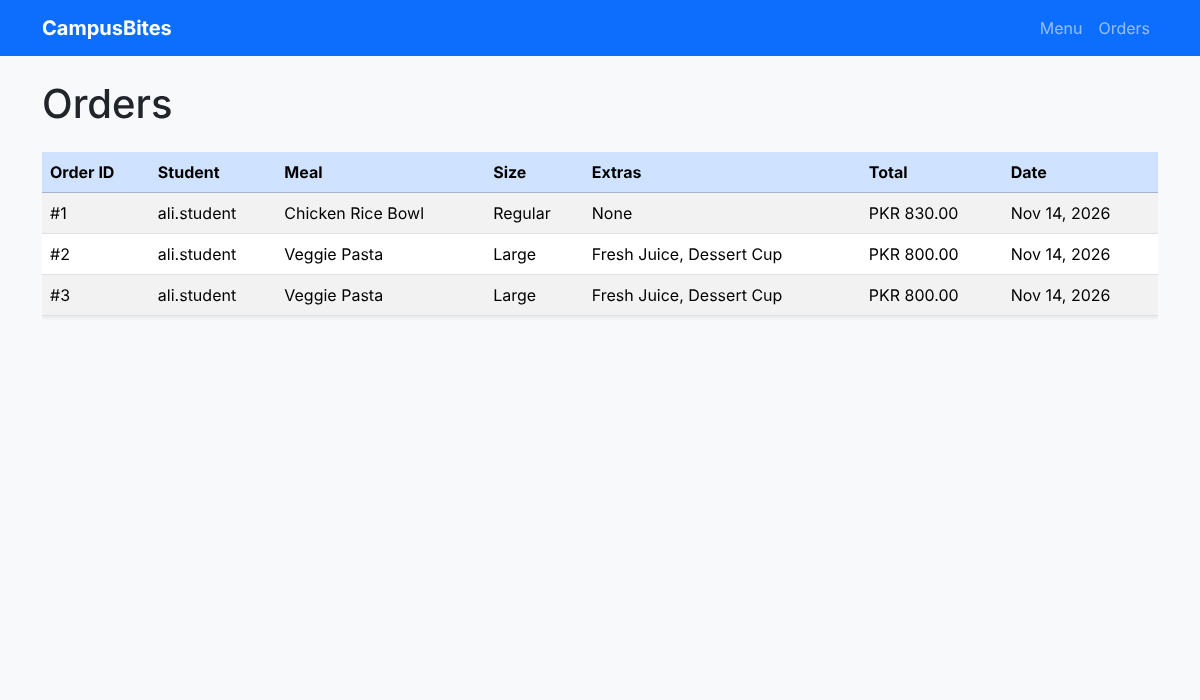 CampusBites Menu Orders
Orders
Order ID Student Meal Size Extras Total Date
#1 ali.student Chicken Rice Bowl Regular None PKR 830.00 Nov 14, 2026
#2 ali.student Veggie Pasta Large Fresh Juice, Dessert Cup PKR 800.00 Nov 14, 2026
#3 ali.student Veggie Pasta Large Fresh Juice, Dessert Cup PKR 800.00 Nov 14, 2026